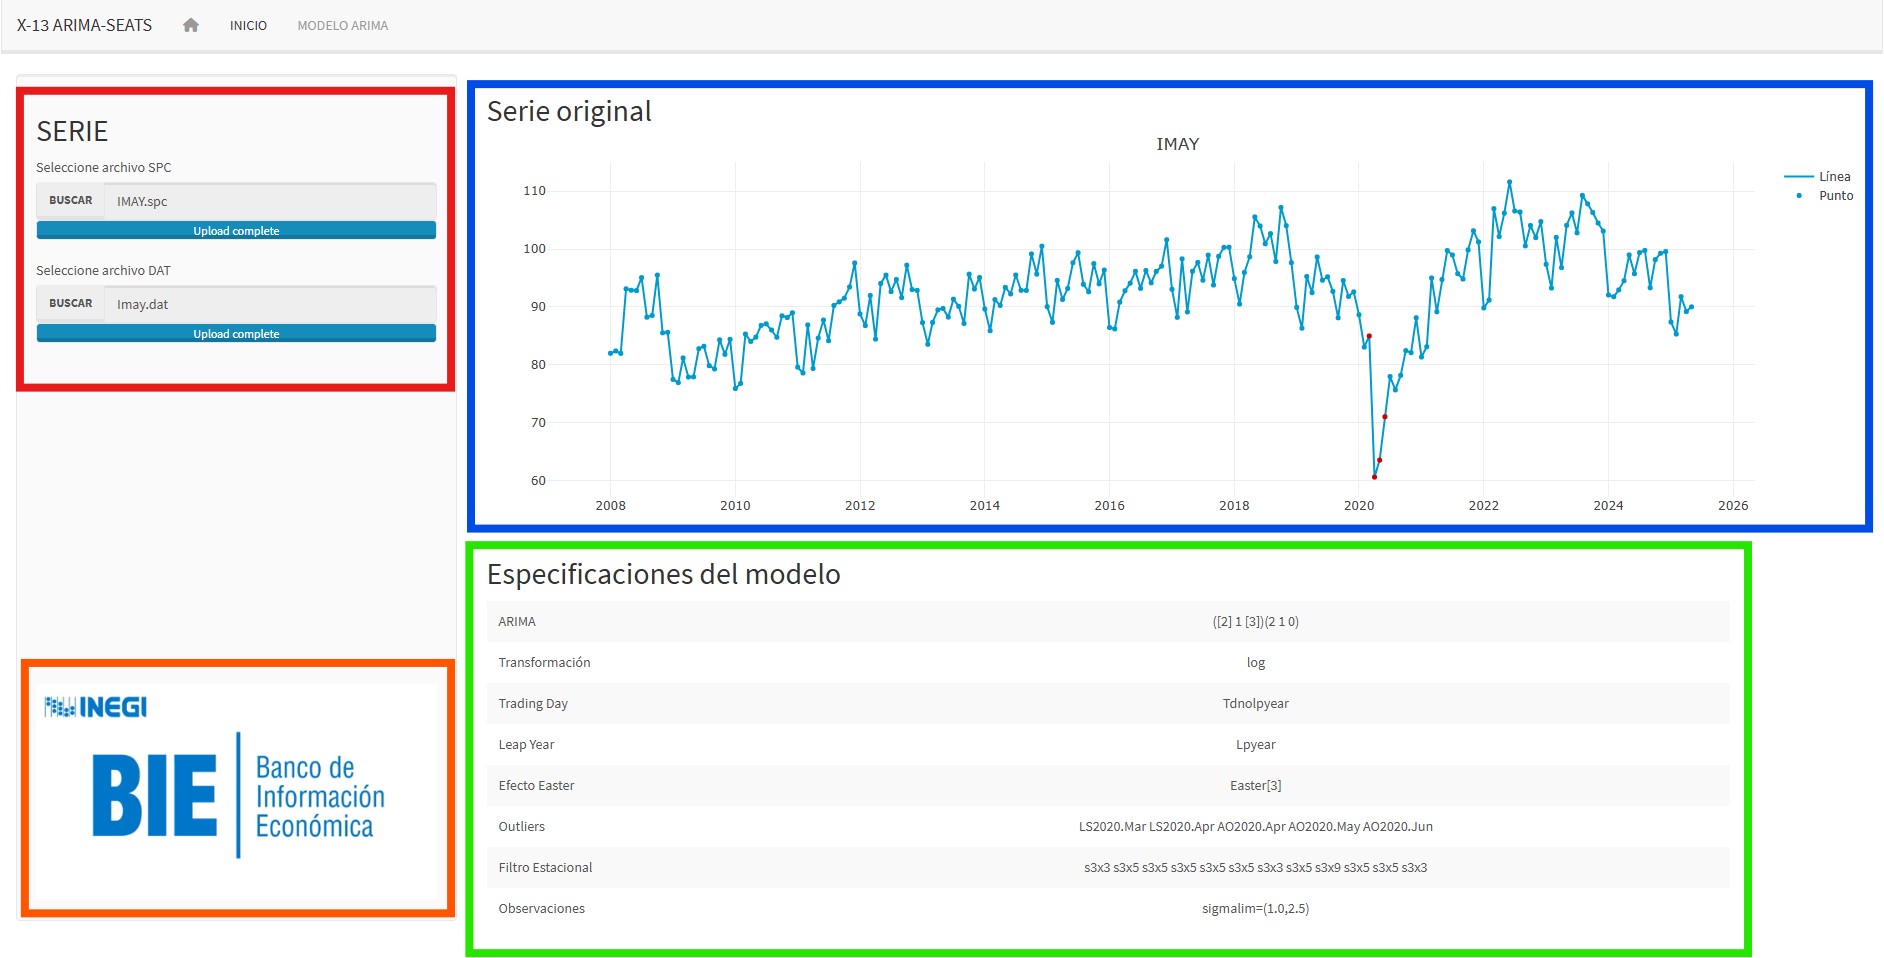 X-13 ARIMA-SEATS INICIO MODELO ARIMA
SERIE
Seleccione archivo SPC
BUSCAR IMAY.spc
Upload complete
Seleccione archivo DAT
BUSCAR Imay.dat
Upload complete
INEGI
BIE
Banco de
Información
Económica
Serie original
IMAY
Línea
Punto
110
100
90
80
70
60
2008 2010 2012 2014 2016 2018 2020 2022 2024 2026
Especificaciones del modelo
ARIMA ([2] 1 [3])(2 1 0)
Transformación log
Trading Day Tdnolpyear
Leap Year Lpyear
Efecto Easter Easter[3]
Outliers LS2020.Mar LS2020.Apr AO2020.Apr AO2020.May AO2020.Jun
Filtro Estacional s3x3 s3x5 s3x5 s3x5 s3x5 s3x5 s3x3 s3x5 s3x9 s3x5 s3x5 s3x3
Observaciones sigmalim=(1.0,2.5)